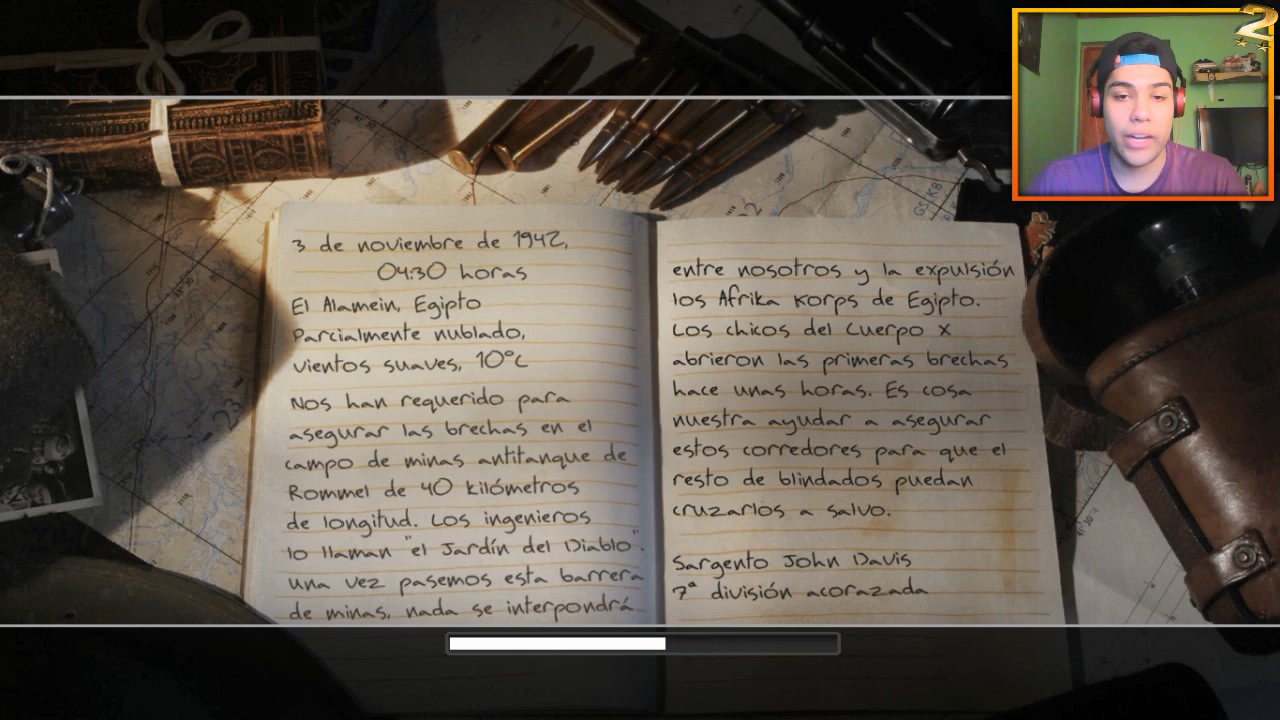 3 de noviembre de 1942,
04:30 horas
El Alamein, Egipto
Parcialmente nublado,
vientos suaves, 10°C
Nos han requerido para
asegurar las brechas en el
campo de minas antitanque de
Rommel de 40 kilómetros
de longitud. Los ingenieros
lo llaman "el Jardín del Diablo".
una vez pasemos esta barrera
de minas, nada se interpondrá
entre nosotros y la expulsión
los Afrika Korps de Egipto.
Los chicos del Cuerpo X
abrieron las primeras brechas
hace unas horas. Es cosa
nuestra ayudar a asegurar
estos corredores para que el
resto de blindados puedan
cruzarlos a salvo.
Sargento John Davis
7ª división acorazada
2